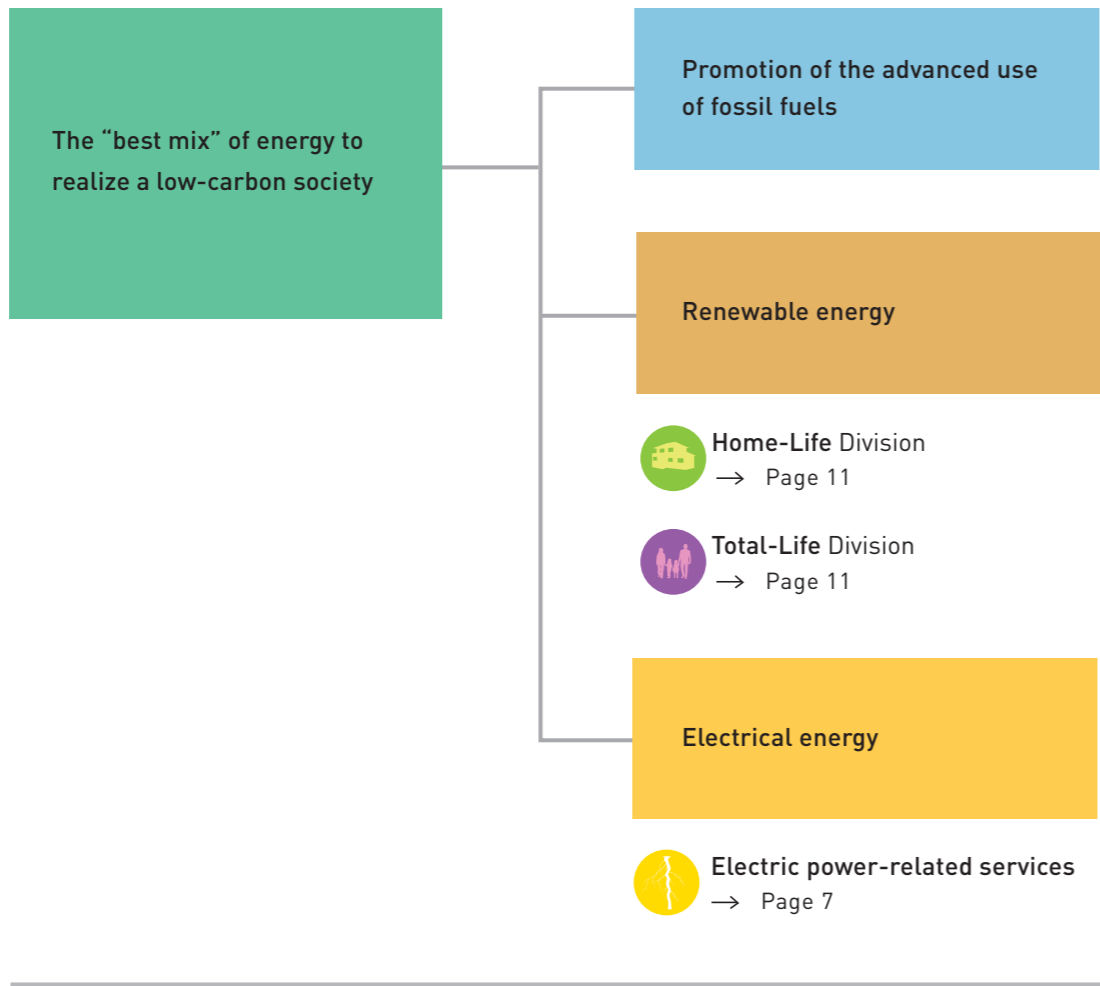 The “best mix” of energy to
realize a low-carbon society
Promotion of the advanced use
of fossil fuels
Renewable energy
Home-Life Division
→ Page 11
Total-Life Division
→ Page 11
Electrical energy
Electric power-related services
→ Page 7